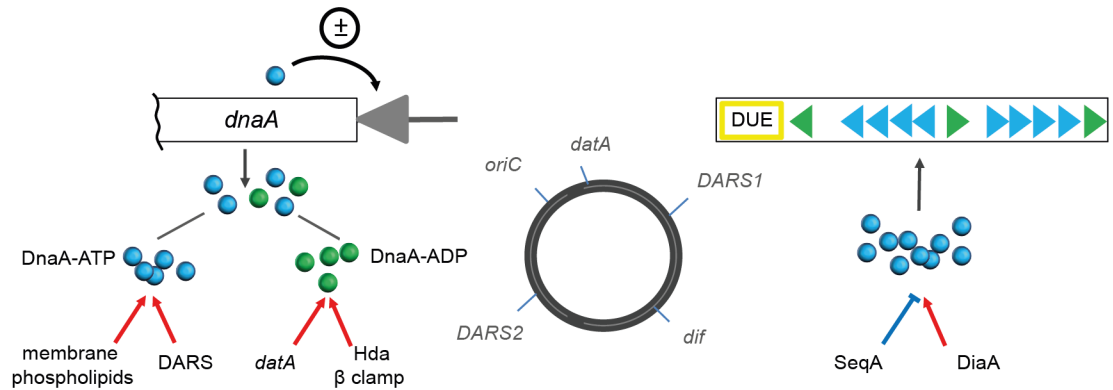 ±
dnaA
DnaA-ATP
DnaA-ADP
membrane
phospholipids
DARS
datA
Hda
β clamp
oriC
datA
DARS1
DARS2
dif
DUE
SeqA
DiaA